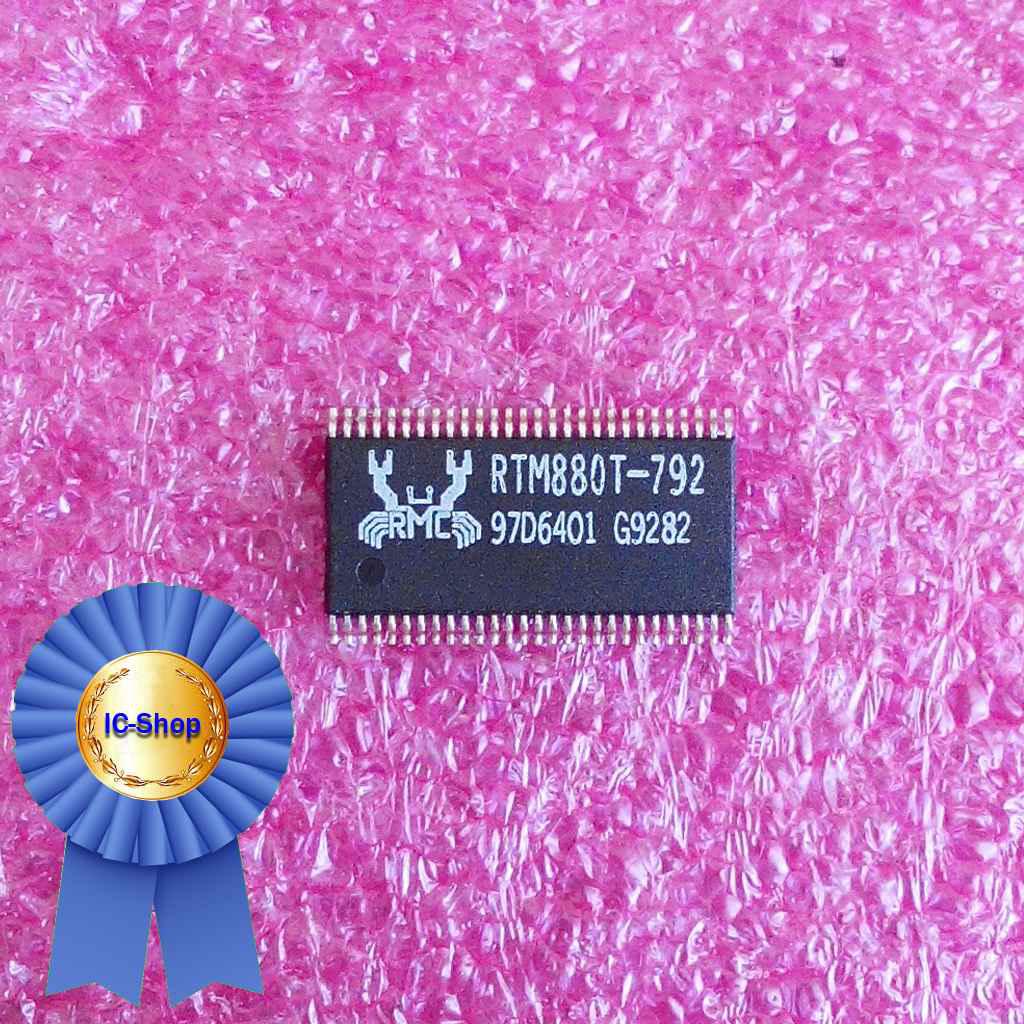 RTM880T-792
RMC
97D6401 G9282
IC-Shop